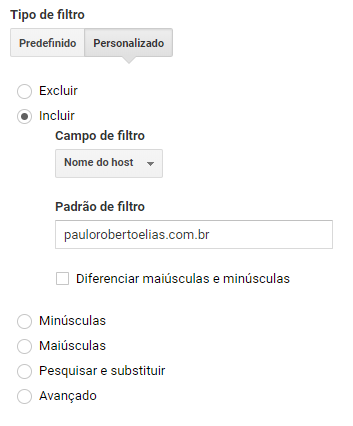 Tipo de filtro
Predefinido Personalizado
Excluir
Incluir
Campo de filtro
Nome do host
Padrão de filtro
paulorobertoelias.com.br
Diferenciar maiúsculas e minúsculas
Minúsculas
Maiúsculas
Pesquisar e substituir
Avançado